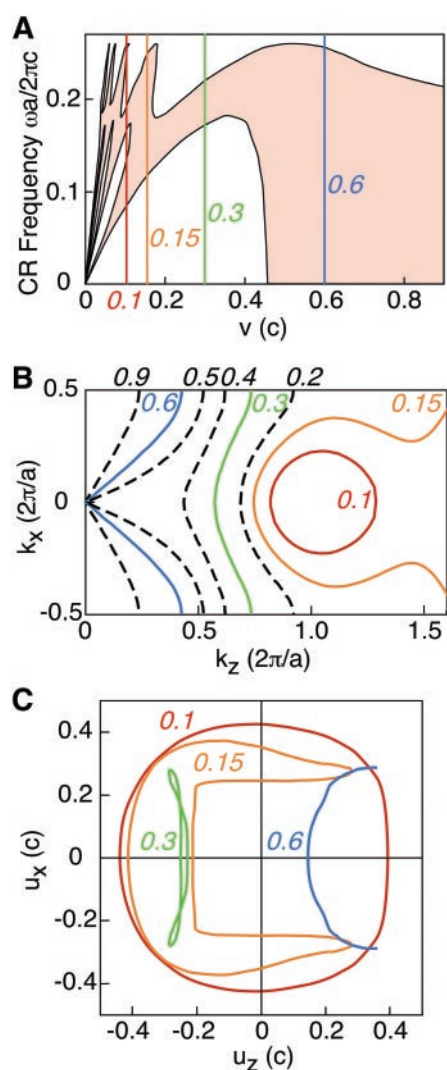 A
CR Frequency ωa/2πc
0.2
0.1
0
0.1
0.15
0.3
0.6
0 0.2 0.4 0.6 0.8
v (c)
B
0.9 0.5 0.4 0.2
0.5
0.6 0.3 0.15
kx (2π/a)
0
0.1
-0.5
0 0.5 1.0 1.5
kz (2π/a)
C
0.1
0.4
0.15
0.2
ux (c)
0
0.3 0.6
-0.2
-0.4
-0.4 -0.2 0 0.2 0.4
uz (c)